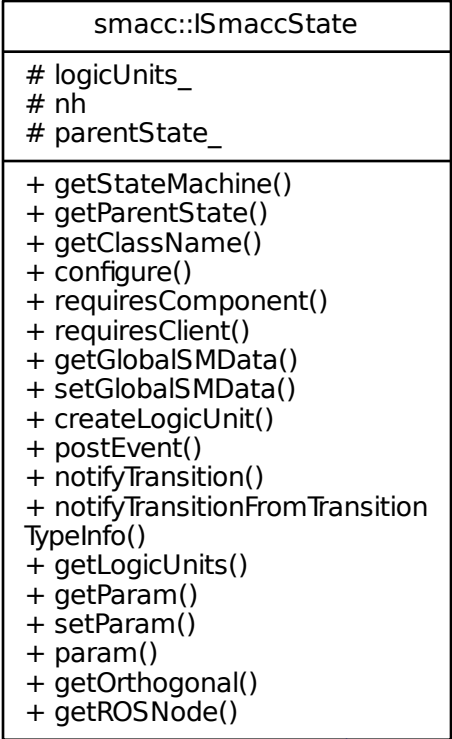 smacc::ISmaccState
# logicUnits_
# nh
# parentState_
+ getStateMachine()
+ getParentState()
+ getClassName()
+ configure()
+ requiresComponent()
+ requiresClient()
+ getGlobalSMData()
+ setGlobalSMData()
+ createLogicUnit()
+ postEvent()
+ notifyTransition()
+ notifyTransitionFromTransition
TypeInfo()
+ getLogicUnits()
+ getParam()
+ setParam()
+ param()
+ getOrthogonal()
+ getROSNode()